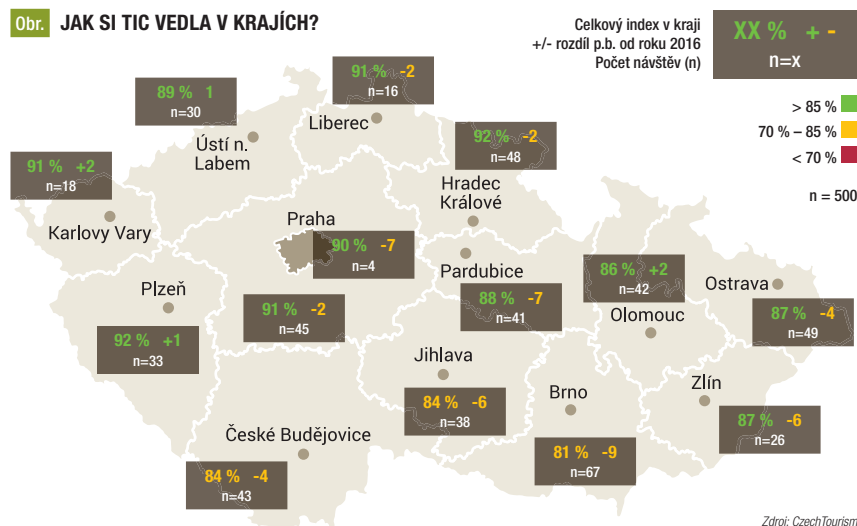 Obr. JAK SI TIC VEDLA V KRAJÍCH?
Celkový index v kraji
+/- rozdíl p.b. od roku 2016
Počet návštěv (n)
XX % + -
n=x
> 85 %
70 % – 85 %
< 70 %
n = 500
89 % 1
n=30
Ústí n.
Labem
91 % -2
n=16
Liberec
92 % -2
n=48
Hradec
Králové
91 % +2
n=18
Karlovy Vary
Praha
90 % -7
n=4
Pardubice
88 % -7
n=41
86 % +2
n=42
Olomouc
Ostrava
87 % -4
n=49
Plzeň
92 % +1
n=33
91 % -2
n=45
Jihlava
84 % -6
n=38
Brno
81 % -9
n=67
Zlín
87 % -6
n=26
České Budějovice
84 % -4
n=43
Zdroj: CzechTourism